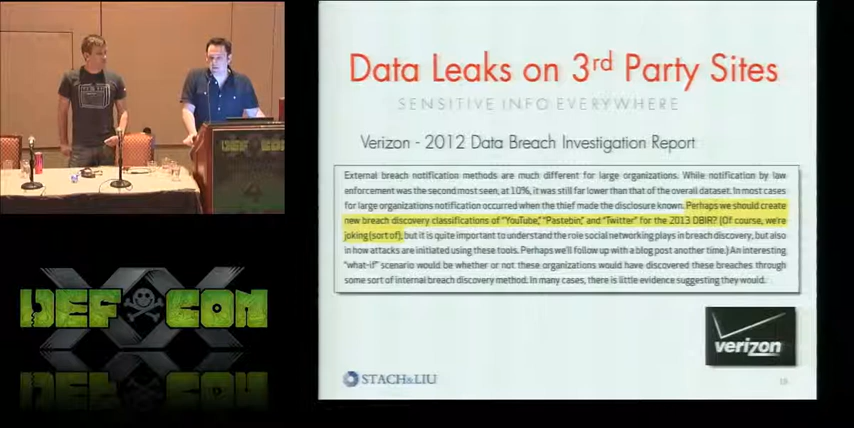 Data Leaks on 3rd Party Sites
SENSITIVE INFO EVERYWHERE
Verizon - 2012 Data Breach Investigation Report
External breach notification methods are much different for large organizations. While notification by law
enforcement was the second most seen, at 10%, it was still far lower than that of the overall dataset. In most cases
for large organizations notification occurred when the thief made the disclosure known. Perhaps we should create
new breach discovery classifications of “YouTube,” “Pastebin,” and “Twitter” for the 2013 DBIR? (Of course, we're
joking (sort of), but it is quite important to understand the role social networking plays in breach discovery, but also
in how attacks are initiated using these tools. Perhaps we'll follow up with a blog post another time.) An interesting
“what-if” scenario would be whether or not these organizations would have discovered these breaches through
some sort of internal breach discovery method. In many cases, there is little evidence suggesting they would.
verizon
STACH&LIU
18
DEF CON
XX
DEF CON